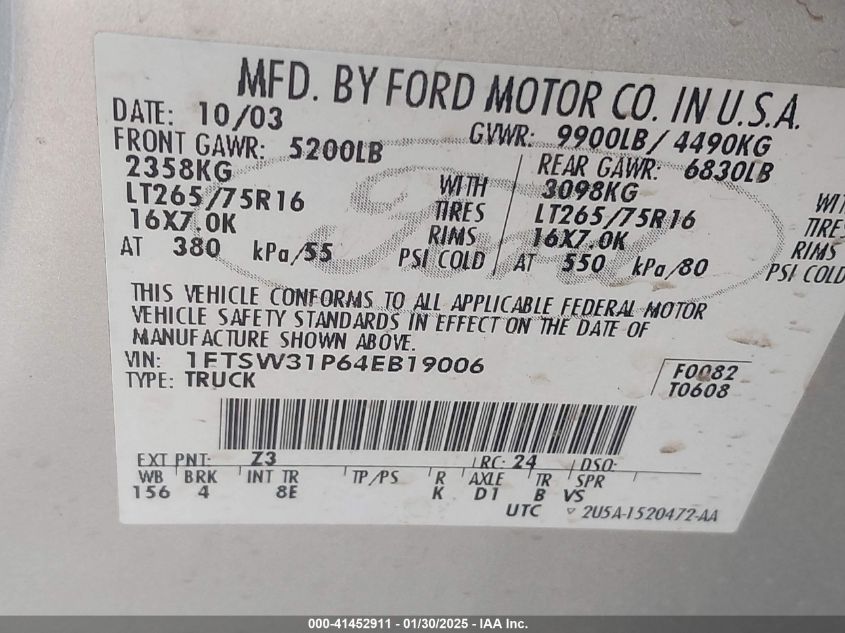 MFD. BY FORD MOTOR CO. IN U.S.A.
DATE: 10/03 GVWR: 9900LB/ 4490KG
FRONT GAWR: 5200LB REAR GAWR: 6830LB
2358KG WITH 3098KG WIT
LT265/75R16 TIRES LT265/75R16 TIRE
16X7.0K RIMS 16X7.0K RIMS
AT 380 kPa/55 PSI COLD AT 550 kPa/80 PSI COLD
Ford
THIS VEHICLE CONFORMS TO ALL APPLICABLE FEDERAL MOTOR
VEHICLE SAFETY STANDARDS IN EFFECT ON THE DATE OF
MANUFACTURE SHOWN ABOVE.
VIN: 1FTSW31P64EB19006 F0082
TYPE: TRUCK T0608
EXT PNT: Z3 RC: 24 DSO:
WB BRK INT TR TP/PS R AXLE TR SPR
156 4 8E K D1 B VS
UTC 2U5A-1520472-AA
000-41452911 - 01/30/2025 - IAA Inc.